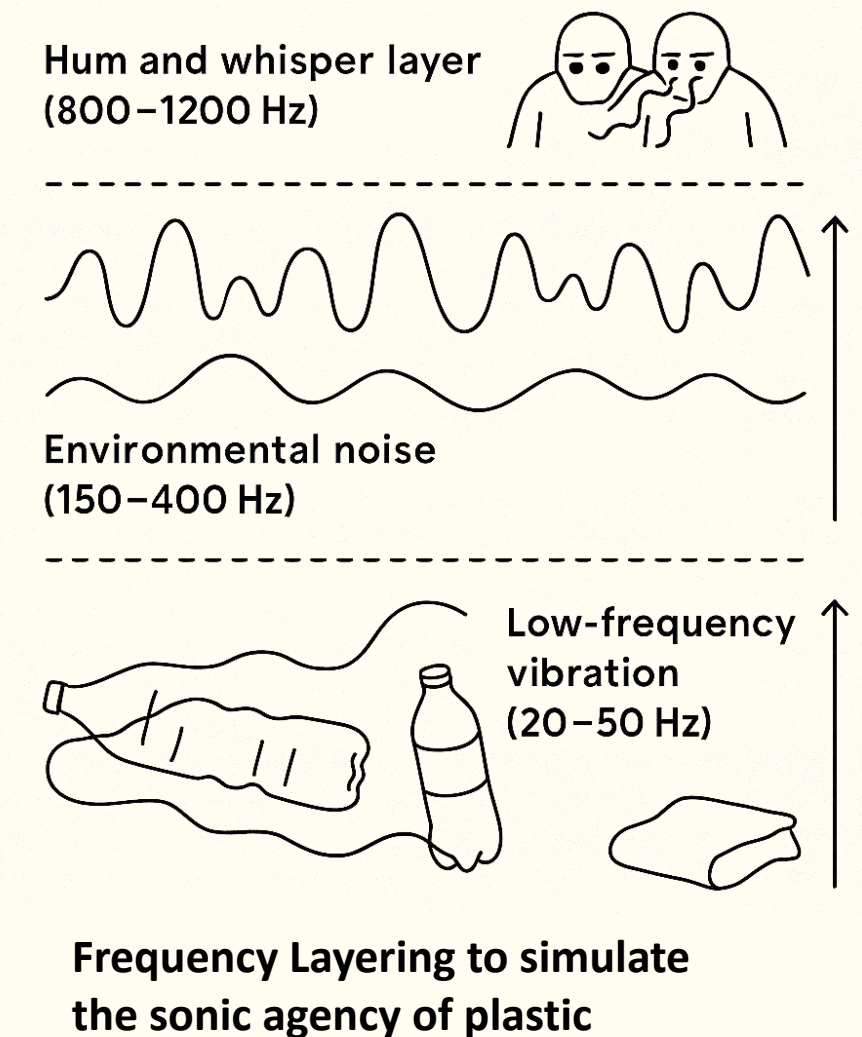 Hum and whisper layer
(800–1200 Hz)
Environmental noise
(150–400 Hz)
Low-frequency
vibration
(20–50 Hz)
Frequency Layering to simulate
the sonic agency of plastic